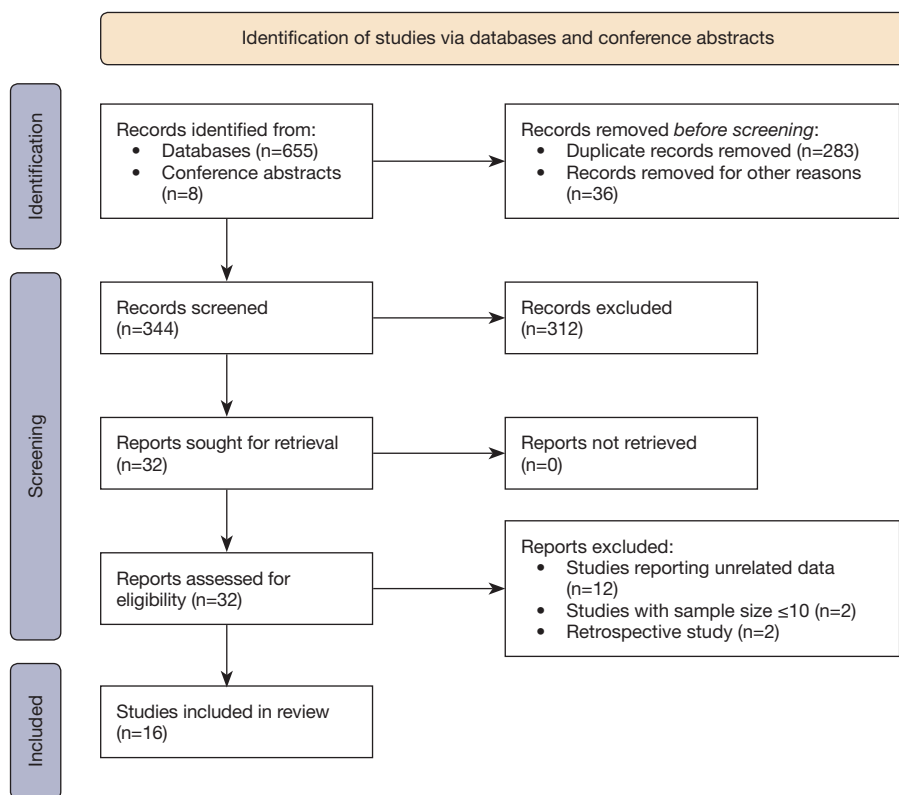 Identification of studies via databases and conference abstracts
Identification
Records identified from:
• Databases (n=655)
• Conference abstracts
(n=8)
Records removed before screening:
• Duplicate records removed (n=283)
• Records removed for other reasons
(n=36)
Screening
Records screened
(n=344)
Records excluded
(n=312)
Reports sought for retrieval
(n=32)
Reports not retrieved
(n=0)
Reports assessed for
eligibility (n=32)
Reports excluded:
• Studies reporting unrelated data
(n=12)
• Studies with sample size ≤10 (n=2)
• Retrospective study (n=2)
Included
Studies included in review
(n=16)